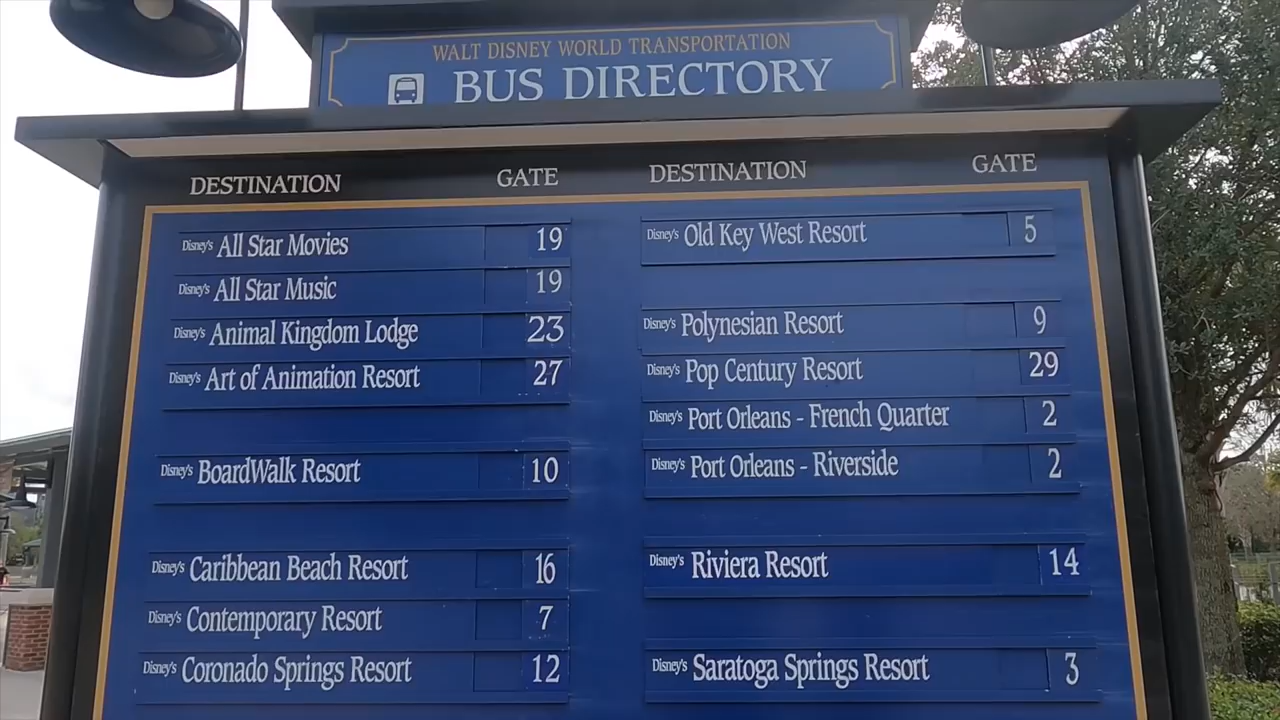 WALT DISNEY WORLD TRANSPORTATION
BUS DIRECTORY
DESTINATION GATE
Disney's All Star Movies 19
Disney's All Star Music 19
Disney's Animal Kingdom Lodge 23
Disney's Art of Animation Resort 27
Disney's BoardWalk Resort 10
Disney's Caribbean Beach Resort 16
Disney's Contemporary Resort 7
Disney's Coronado Springs Resort 12
DESTINATION GATE
Disney's Old Key West Resort 5
Disney's Polynesian Resort 9
Disney's Pop Century Resort 29
Disney's Port Orleans - French Quarter 2
Disney's Port Orleans - Riverside 2
Disney's Riviera Resort 14
Disney's Saratoga Springs Resort 3